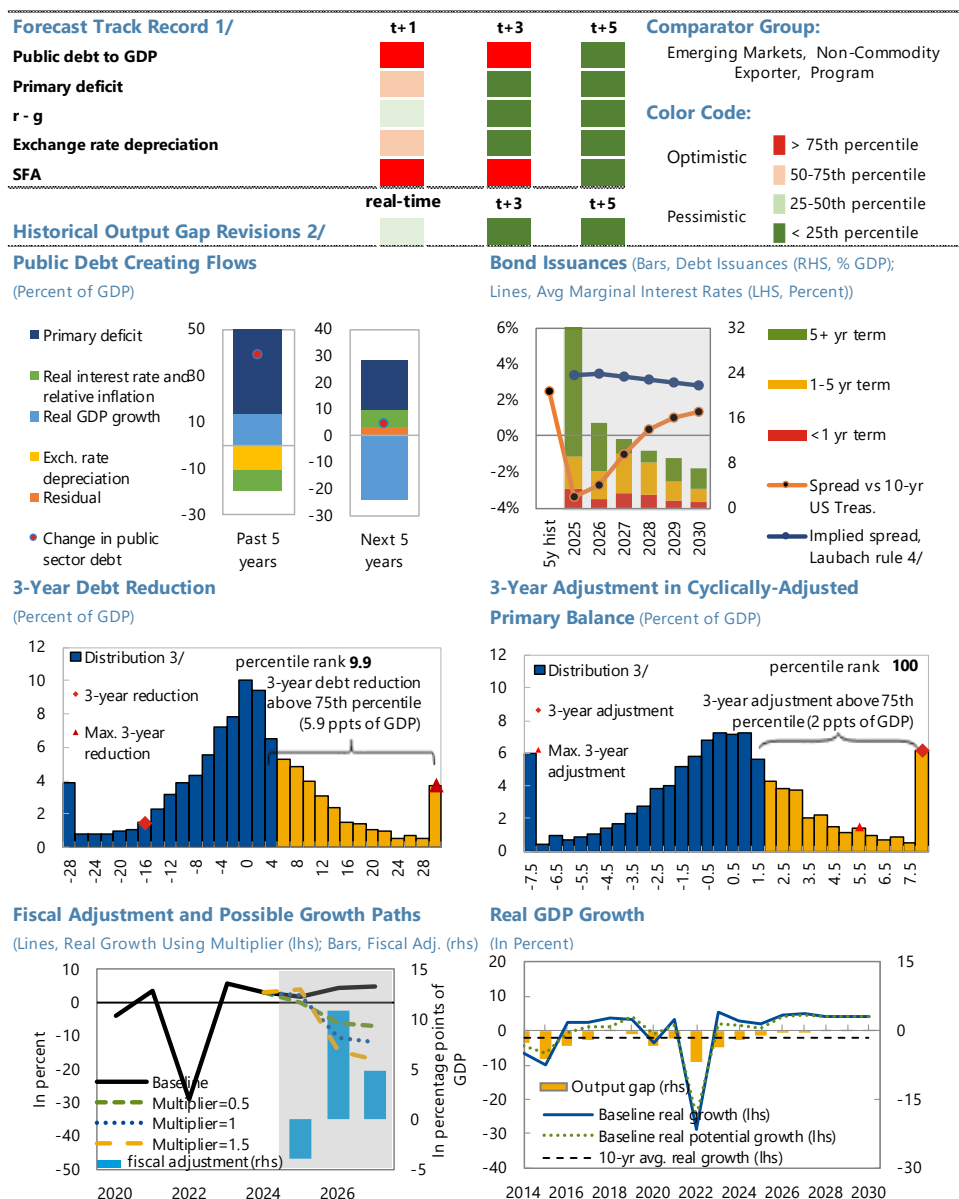 Forecast Track Record 1/ t+1 t+3 t+5 Comparator Group:
Public debt to GDP
Emerging Markets, Non-Commodity
Exporter, Program
Primary deficit
r - g
Color Code:
Exchange rate depreciation
Optimistic
> 75th percentile
SFA
50-75th percentile
real-time t+3 t+5
Pessimistic
25-50th percentile
Historical Output Gap Revisions 2/
< 25th percentile
Public Debt Creating Flows
(Percent of GDP)
Primary deficit
Real interest rate and
relative inflation
Real GDP growth
Exch. rate
depreciation
Residual
Change in public
sector debt
50
30
10
-10
-30
Past 5
years
40
30
20
10
0
-10
-20
-30
Next 5
years
Bond Issuances (Bars, Debt Issuances (RHS, % GDP);
Lines, Avg Marginal Interest Rates (LHS, Percent))
6%
4%
2%
0%
-2%
-4%
32
24
16
8
0
5y hist 2025 2026 2027 2028 2029 2030
5+ yr term
1-5 yr term
<1 yr term
Spread vs 10-yr
US Treas.
Implied spread,
Laubach rule 4/
3-Year Debt Reduction
(Percent of GDP)
12
10
8
6
4
2
0
Distribution 3/
3-year reduction
Max. 3-year
reduction
percentile rank 9.9
3-year debt reduction
above 75th percentile
(5.9 ppts of GDP)
-28 -24 -20 -16 -12 -8 -4 0 4 8 12 16 20 24 28
3-Year Adjustment in Cyclically-Adjusted
Primary Balance (Percent of GDP)
12
10
8
6
4
2
0
Distribution 3/
3-year adjustment
Max. 3-year
adjustment
percentile rank 100
3-year adjustment above 75th
percentile (2 ppts of GDP)
-7.5 -6.5 -5.5 -4.5 -3.5 -2.5 -1.5 -0.5 0.5 1.5 2.5 3.5 4.5 5.5 6.5 7.5
Fiscal Adjustment and Possible Growth Paths
(Lines, Real Growth Using Multiplier (lhs); Bars, Fiscal Adj. (rhs)
In percent
10
0
-10
-20
-30
-40
-50
15
10
5
0
-5
In percentage points of
GDP
Baseline
Multiplier=0.5
Multiplier=1
Multiplier=1.5
fiscal adjustment (rhs)
2020 2022 2024 2026
Real GDP Growth
(In Percent)
20
10
0
-10
-20
-30
-40
15
0
-15
-30
Output gap (rhs)
Baseline real growth (lhs)
Baseline real potential growth (lhs)
10-yr avg. real growth (lhs)
2014 2016 2018 2020 2022 2024 2026 2028 2030